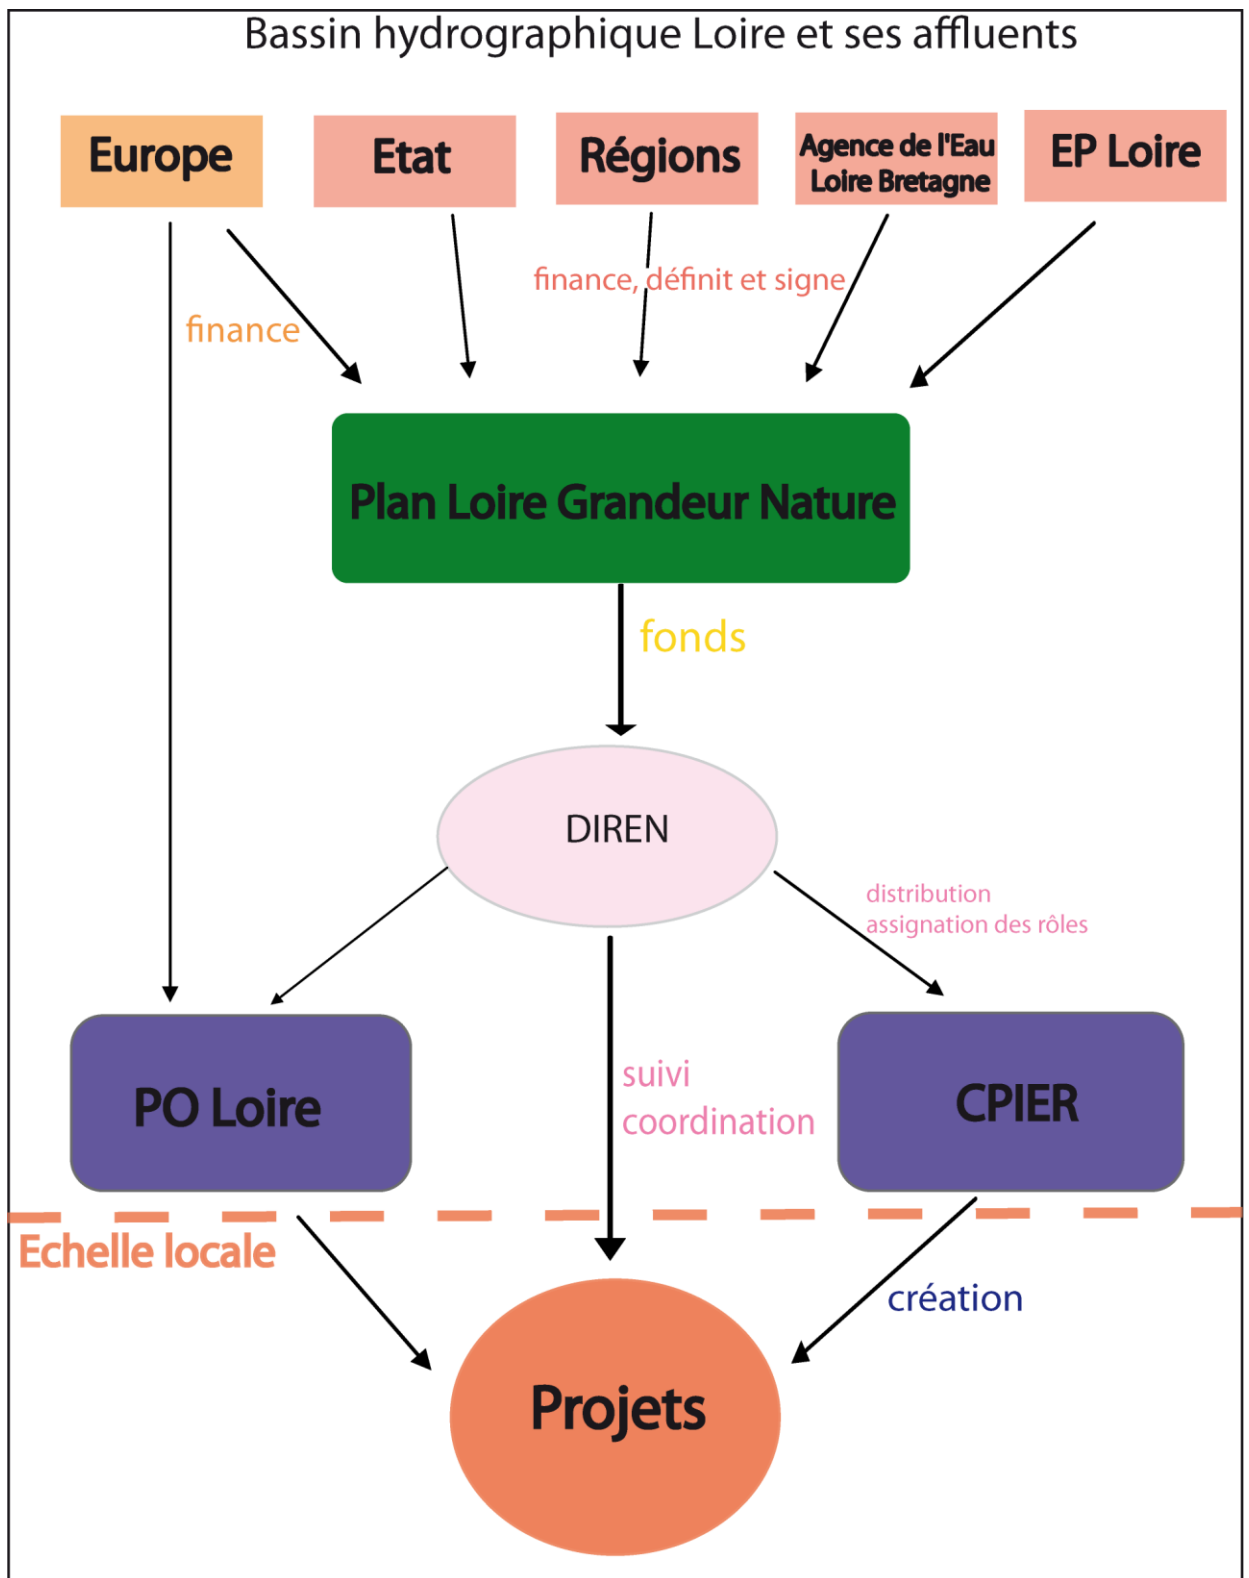 Bassin hydrographique Loire et ses affluents
Europe
Etat
Régions
Agence de l'Eau
Loire Bretagne
EP Loire
finance, définit et signe
finance
Plan Loire Grandeur Nature
fonds
DIREN
distribution
assignation des rôles
suivi
coordination
PO Loire
CPIER
Echelle locale
création
Projets